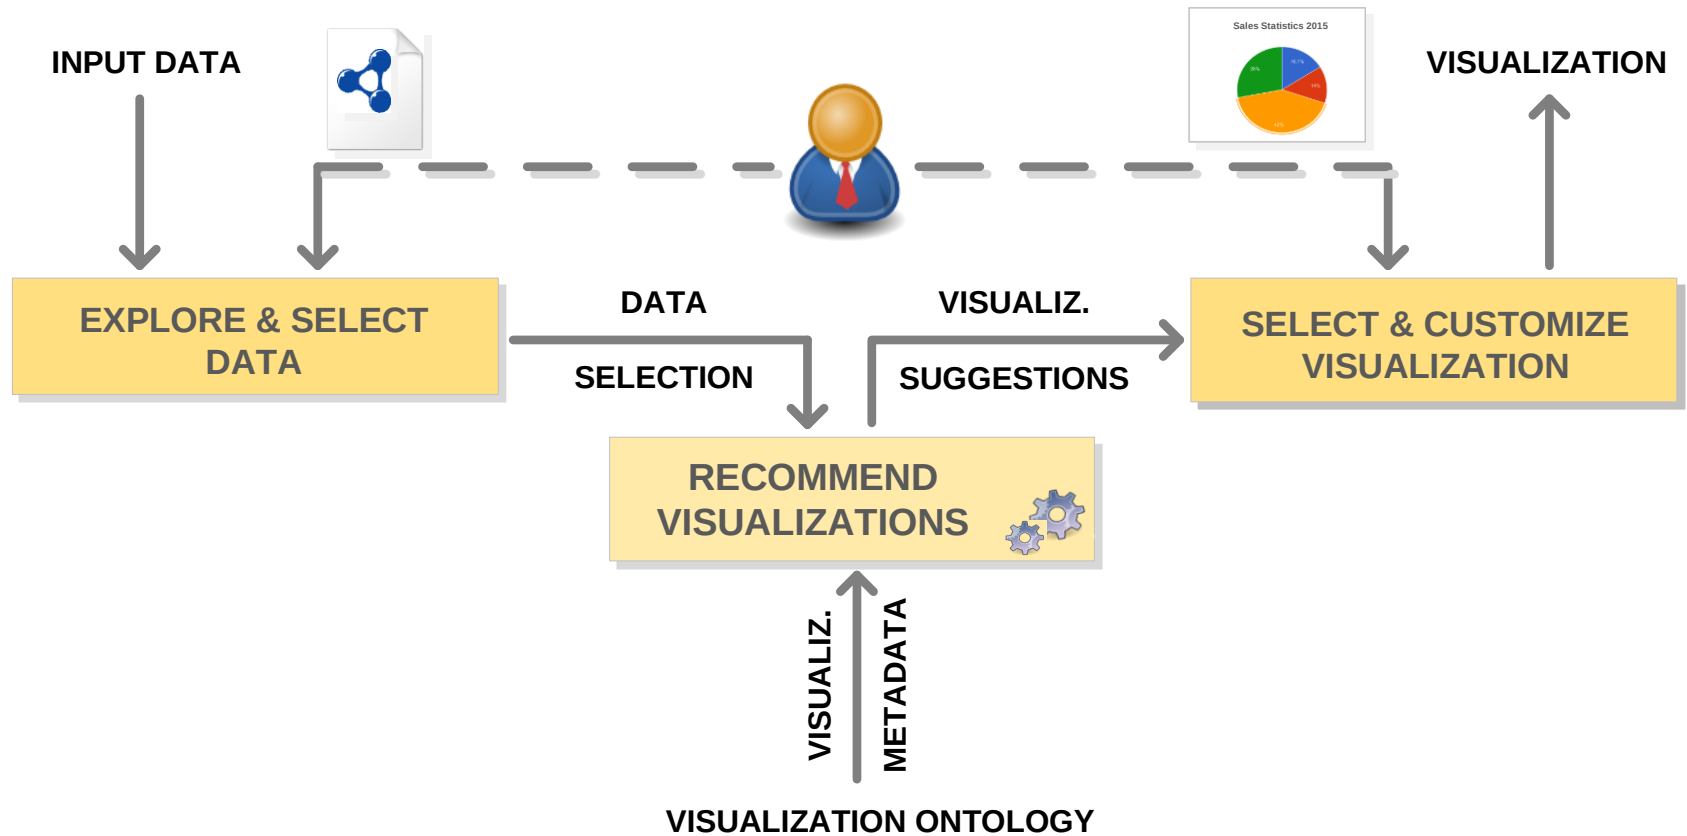 INPUT DATA
Sales Statistics 2015
VISUALIZATION
EXPLORE & SELECT
DATA
DATA
SELECTION
VISUALIZ.
SUGGESTIONS
SELECT & CUSTOMIZE
VISUALIZATION
RECOMMEND
VISUALIZATIONS
VISUALIZ.
METADATA
VISUALIZATION ONTOLOGY